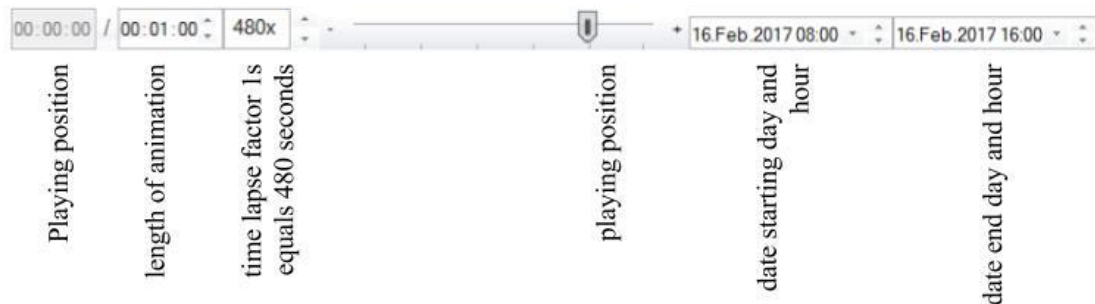 00:00:00 / 00:01:00 480x - + 16.Feb.2017 08:00 16.Feb.2017 16:00
Playing position
length of animation
time lapse factor 1s
equals 480 seconds
playing position
date starting day and
hour
date end day and hour